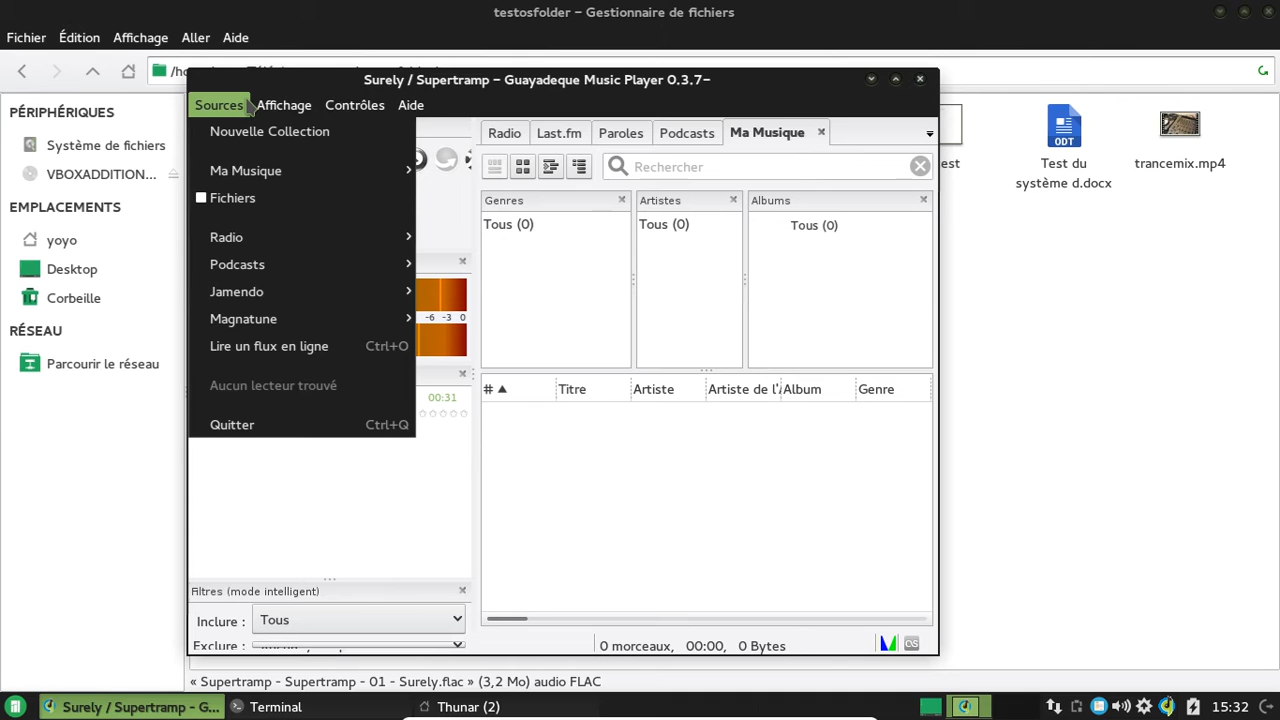 testosfolder – Gestionnaire de fichiers
Fichier Édition Affichage Aller Aide
PÉRIPHÉRIQUES
Système de fichiers
VBOXADDITION...
EMPLACEMENTS
yoyo
Desktop
Corbeille
RÉSEAU
Parcourir le réseau
Test du
système d.docx
trancemix.mp4
Surely / Supertramp – Guayadeque Music Player 0.3.7–
Sources Affichage Contrôles Aide
Nouvelle Collection
Ma Musique
Fichiers
Radio
Podcasts
Jamendo
Magnatune
Lire un flux en ligne Ctrl+O
Aucun lecteur trouvé
Quitter Ctrl+Q
-6 -3 0
00:31
Filtres (mode intelligent)
Inclure : Tous
Exclure :
Radio Last.fm Paroles Podcasts Ma Musique
Rechercher
Genres Artistes Albums
Tous (0) Tous (0) Tous (0)
# Titre Artiste Artiste de l' Album Genre
0 morceaux, 00:00, 0 Bytes
« Supertramp - Supertramp - 01 - Surely.flac » (3,2 Mo) audio FLAC
Surely / Supertramp - G... Terminal Thunar (2) 15:32